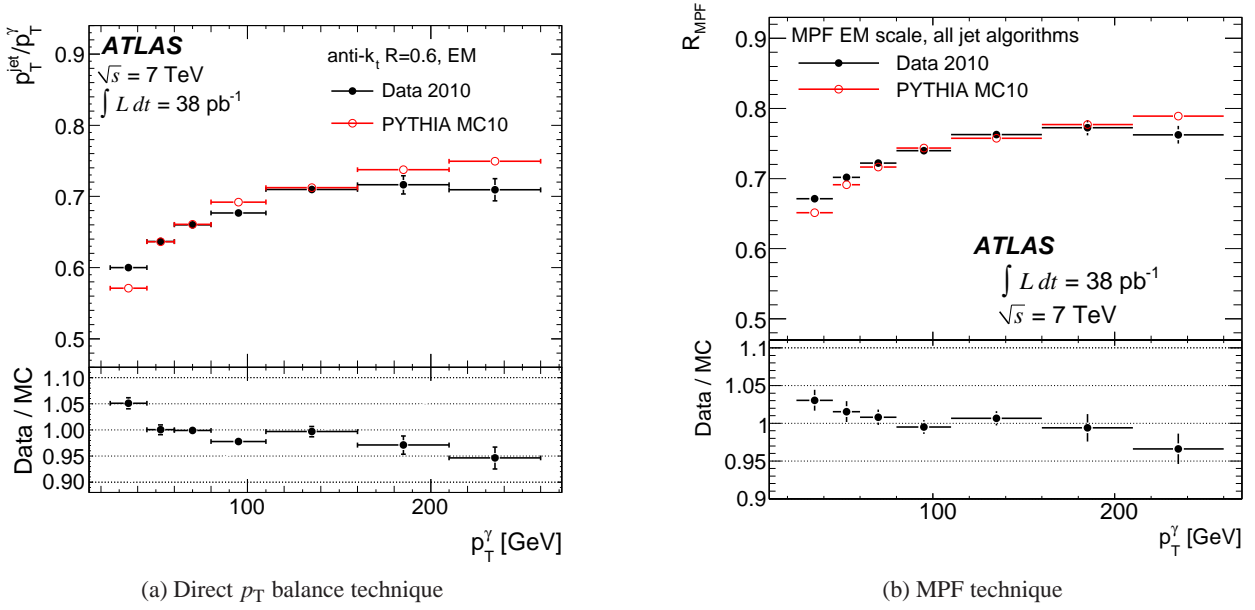 p_T^jet/p_T^γ
0.9
0.8
0.7
0.6
0.5
ATLAS
√s = 7 TeV
∫ L dt = 38 pb⁻¹
anti-k_t R=0.6, EM
Data 2010
PYTHIA MC10
Data / MC
1.10
1.05
1.00
0.95
0.90
100
200
p_T^γ [GeV]
(a) Direct p_T balance technique
R_MPF
0.9
0.8
0.7
0.6
0.5
MPF EM scale, all jet algorithms
Data 2010
PYTHIA MC10
ATLAS
∫ L dt = 38 pb⁻¹
√s = 7 TeV
Data / MC
1.1
1.05
1
0.95
0.9
100
200
p_T^γ [GeV]
(b) MPF technique